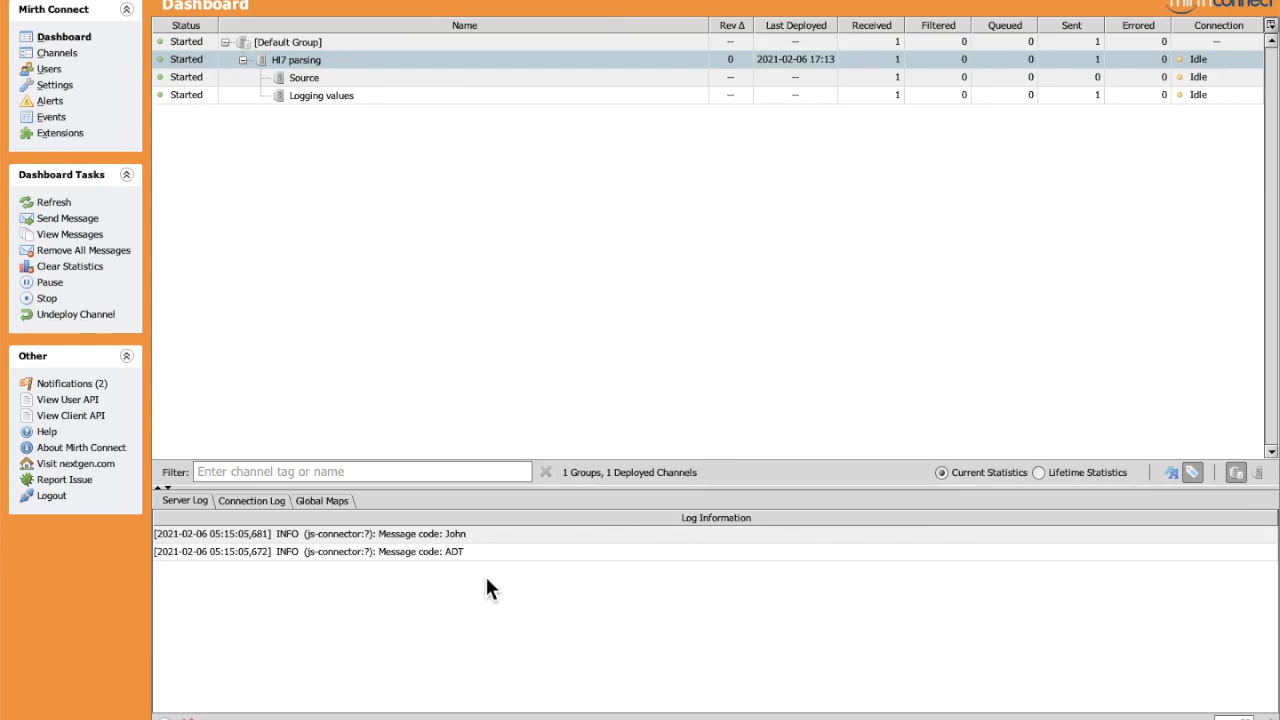 Mirth Connect
Dashboard
Channels
Users
Settings
Alerts
Events
Extensions
Dashboard Tasks
Refresh
Send Message
View Messages
Remove All Messages
Clear Statistics
Pause
Stop
Undeploy Channel
Other
Notifications (2)
View User API
View Client API
Help
About Mirth Connect
Visit nextgen.com
Report Issue
Logout
Dashboard
mirth connect
Status Name Rev Δ Last Deployed Received Filtered Queued Sent Errored Connection
Started [Default Group] -- -- 1 0 0 1 0 --
Started Hl7 parsing 0 2021-02-06 17:13 1 0 0 1 0 Idle
Started Source -- -- 1 0 0 0 0 Idle
Started Logging values -- -- 1 0 0 1 0 Idle
Filter: Enter channel tag or name 1 Groups, 1 Deployed Channels Current Statistics Lifetime Statistics
Server Log Connection Log Global Maps
Log Information
[2021-02-06 05:15:05,681] INFO (js-connector:?): Message code: John
[2021-02-06 05:15:05,672] INFO (js-connector:?): Message code: ADT